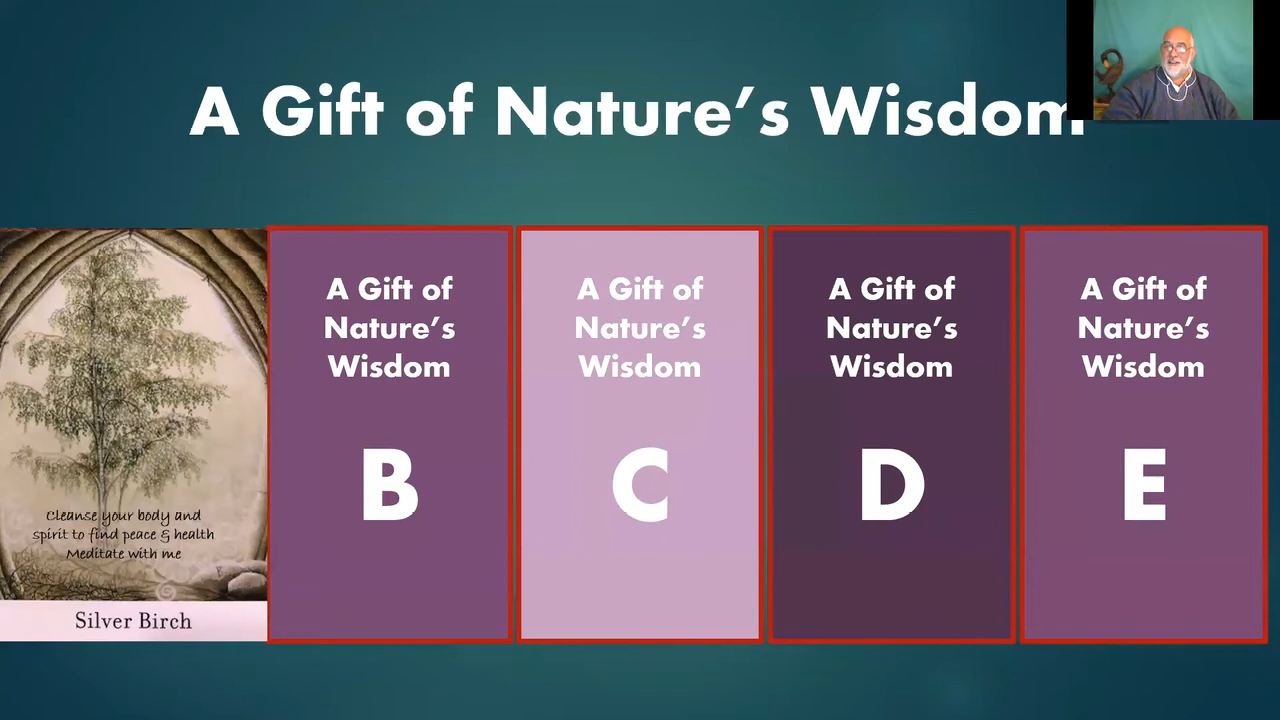 A Gift of Nature's Wisdom
Cleanse your body and
spirit to find peace & health
Meditate with me
Silver Birch
A Gift of
Nature's
Wisdom
B
A Gift of
Nature's
Wisdom
C
A Gift of
Nature's
Wisdom
D
A Gift of
Nature's
Wisdom
E